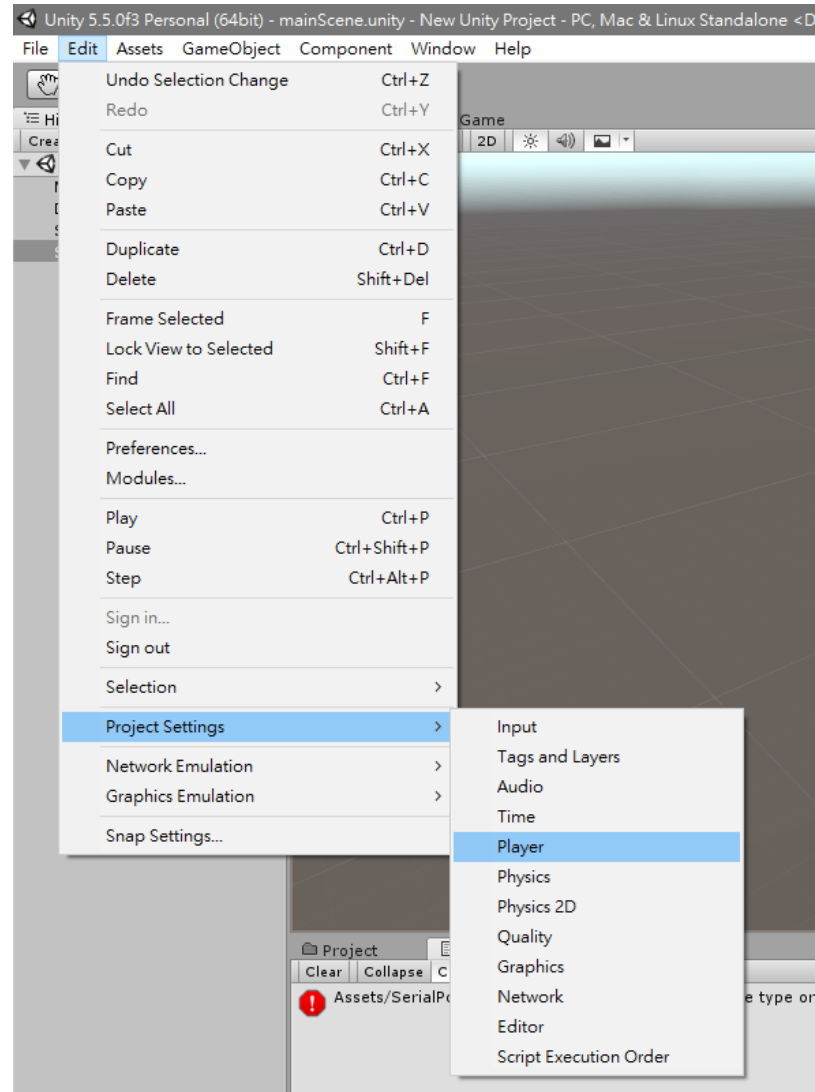 Unity 5.5.0f3 Personal (64bit) - mainScene.unity - New Unity Project - PC, Mac & Linux Standalone <D
File Edit Assets GameObject Component Window Help
Undo Selection Change Ctrl+Z
Redo Ctrl+Y
Game
2D
Cut Ctrl+X
Copy Ctrl+C
Paste Ctrl+V
Duplicate Ctrl+D
Delete Shift+Del
Frame Selected F
Lock View to Selected Shift+F
Find Ctrl+F
Select All Ctrl+A
Preferences...
Modules...
Play Ctrl+P
Pause Ctrl+Shift+P
Step Ctrl+Alt+P
Sign in...
Sign out
Selection >
Project Settings >
Network Emulation >
Graphics Emulation >
Snap Settings...
Input
Tags and Layers
Audio
Time
Player
Physics
Physics 2D
Quality
Graphics
Network
Editor
Script Execution Order
Project
Clear Collapse C
Assets/SerialPo e type or